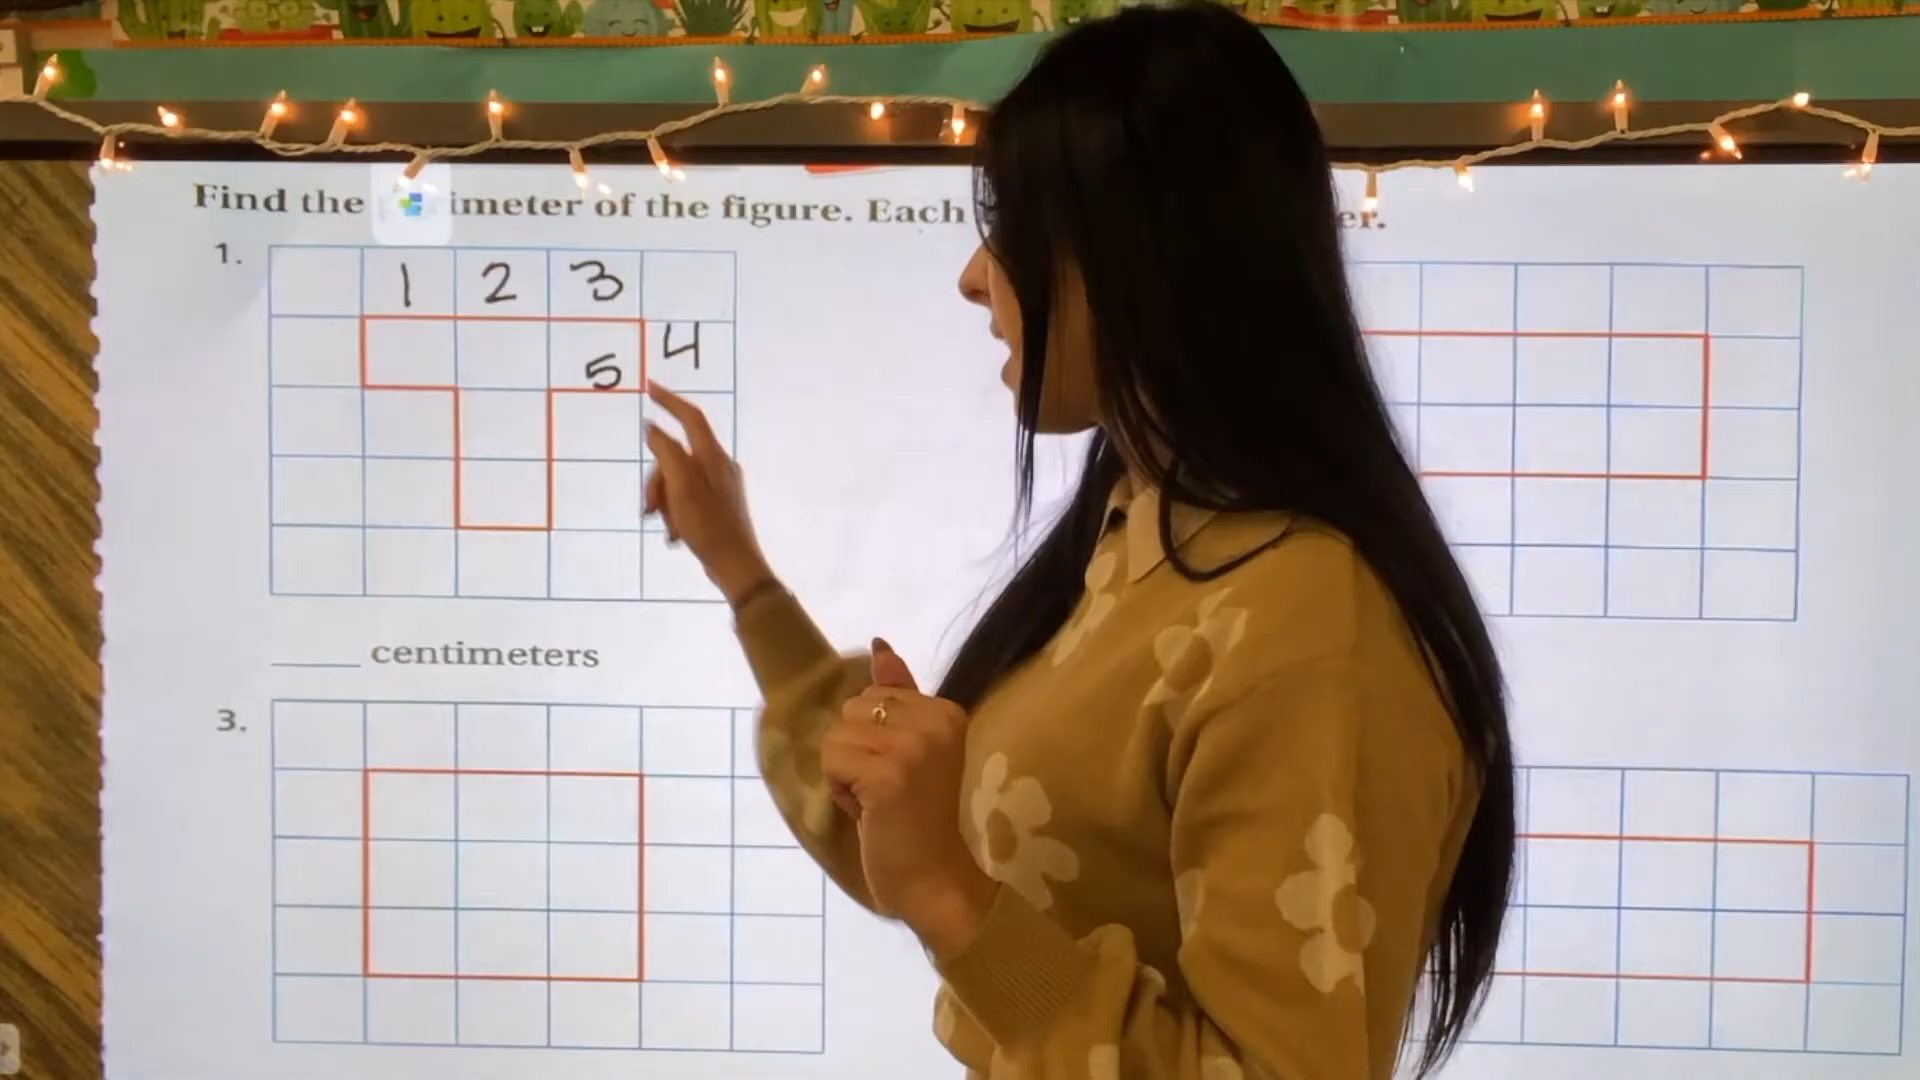 Find the imeter of the figure. Each er.
1.
1 2 3
4
5
centimeters
3.